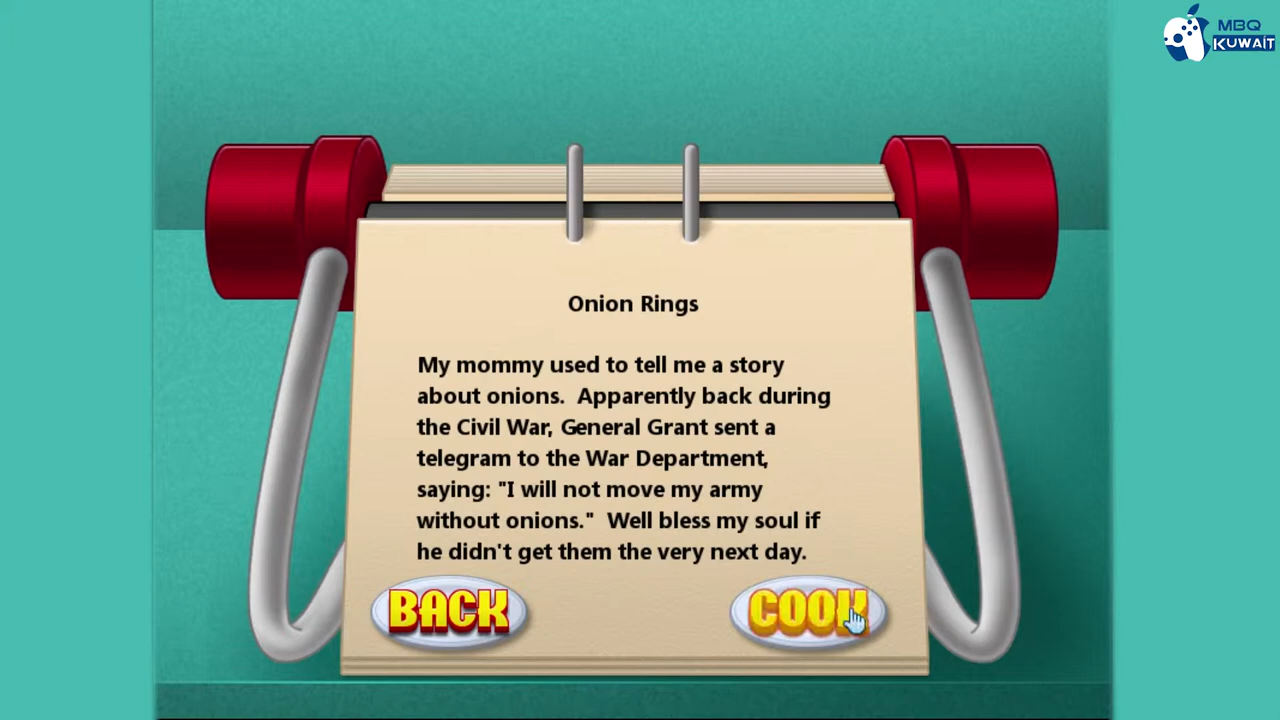 MBQ
KUWAIT
Onion Rings
My mommy used to tell me a story
about onions.  Apparently back during
the Civil War, General Grant sent a
telegram to the War Department,
saying: "I will not move my army
without onions."  Well bless my soul if
he didn't get them the very next day.
BACK
COOK